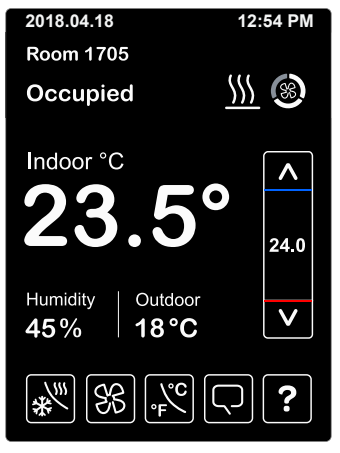 2018.04.18 12:54 PM
Room 1705
Occupied
Indoor °C
23.5°
24.0
Humidity Outdoor
45% 18°C
°F °C ?